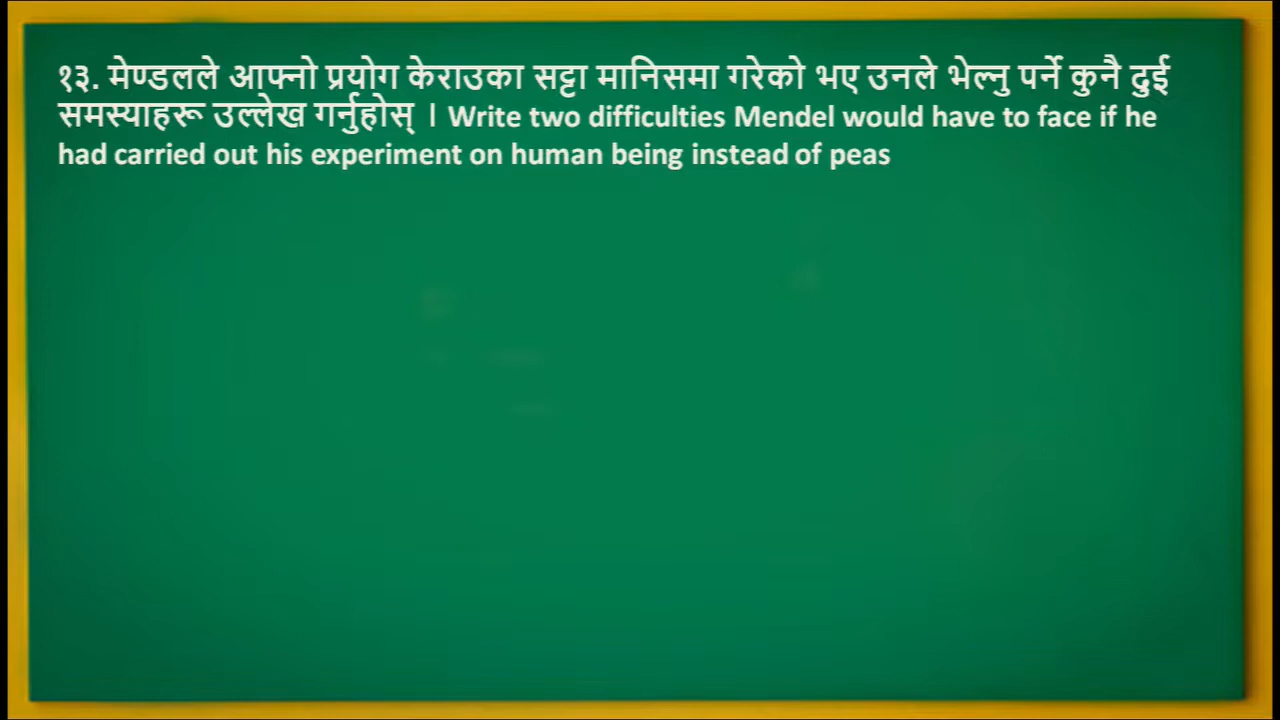 १३. मेण्डलले आफ्नो प्रयोग केराउका सट्टा मानिसमा गरेको भए उनले भेल्नु पर्ने कुनै दुई
समस्याहरू उल्लेख गर्नुहोस् । Write two difficulties Mendel would have to face if he
had carried out his experiment on human being instead of peas